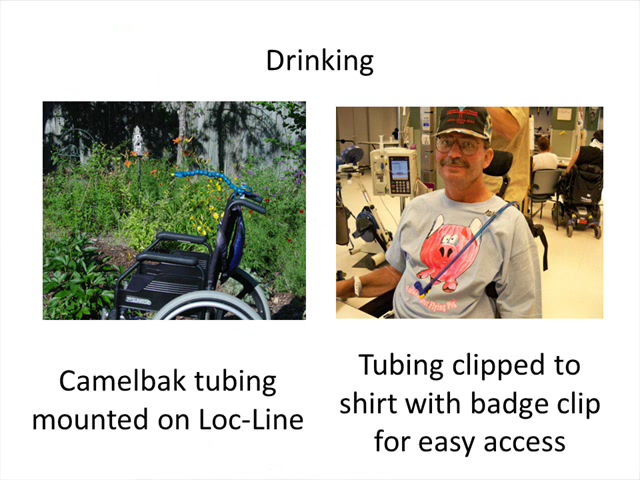 Drinking
Camelbak tubing
mounted on Loc-Line
Tubing clipped to
shirt with badge clip
for easy access